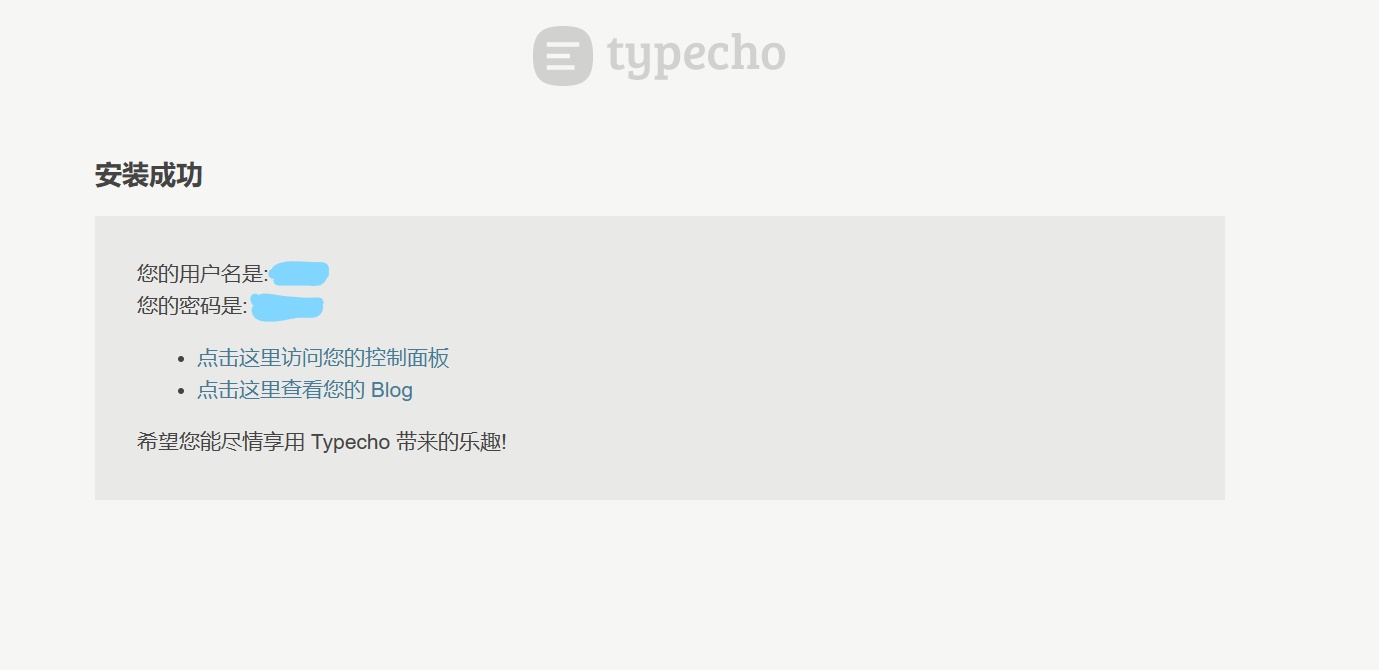 typecho
安装成功
您的用户名是:
您的密码是:
点击这里访问您的控制面板
点击这里查看您的 Blog
希望您能尽情享用 Typecho 带来的乐趣!